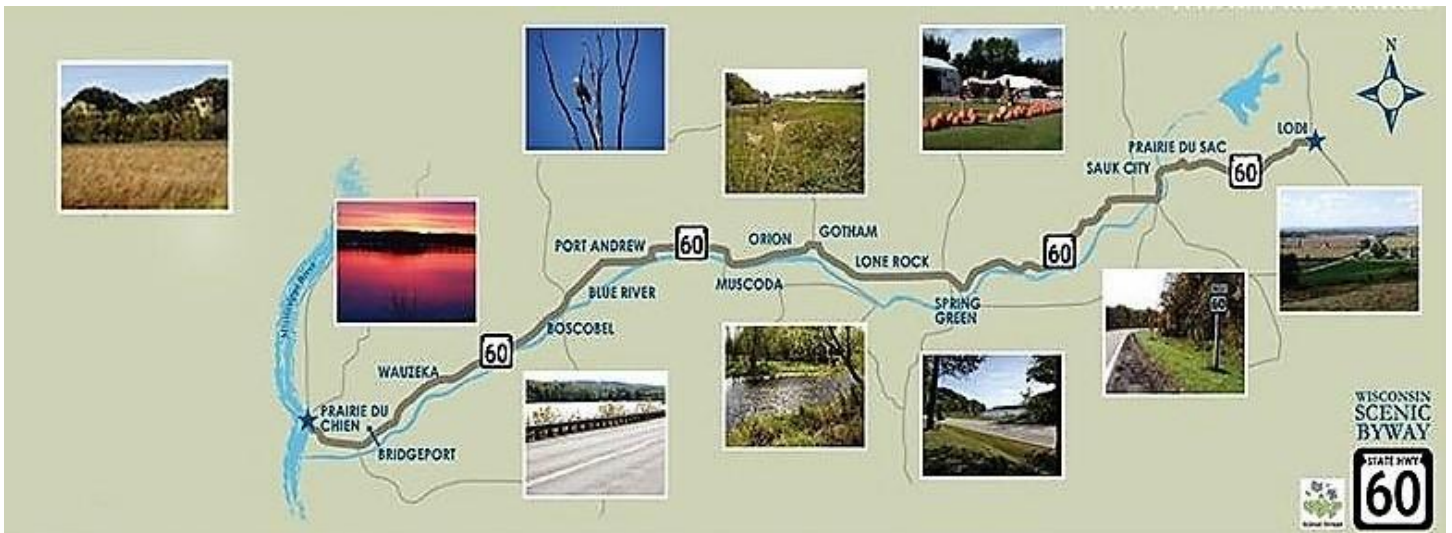 N
LODI
PRAIRIE DU SAC
SAUK CITY
60
60
GOTHAM
ORION
PORT ANDREW
60
LONE ROCK
MUSCODA
BLUE RIVER
SPRING
GREEN
Mississippi River
BOSCOBEL
60
WAUZEKA
PRAIRIE DU
CHIEN
BRIDGEPORT
60
WISCONSIN
SCENIC
BYWAY
STATE HWY
60